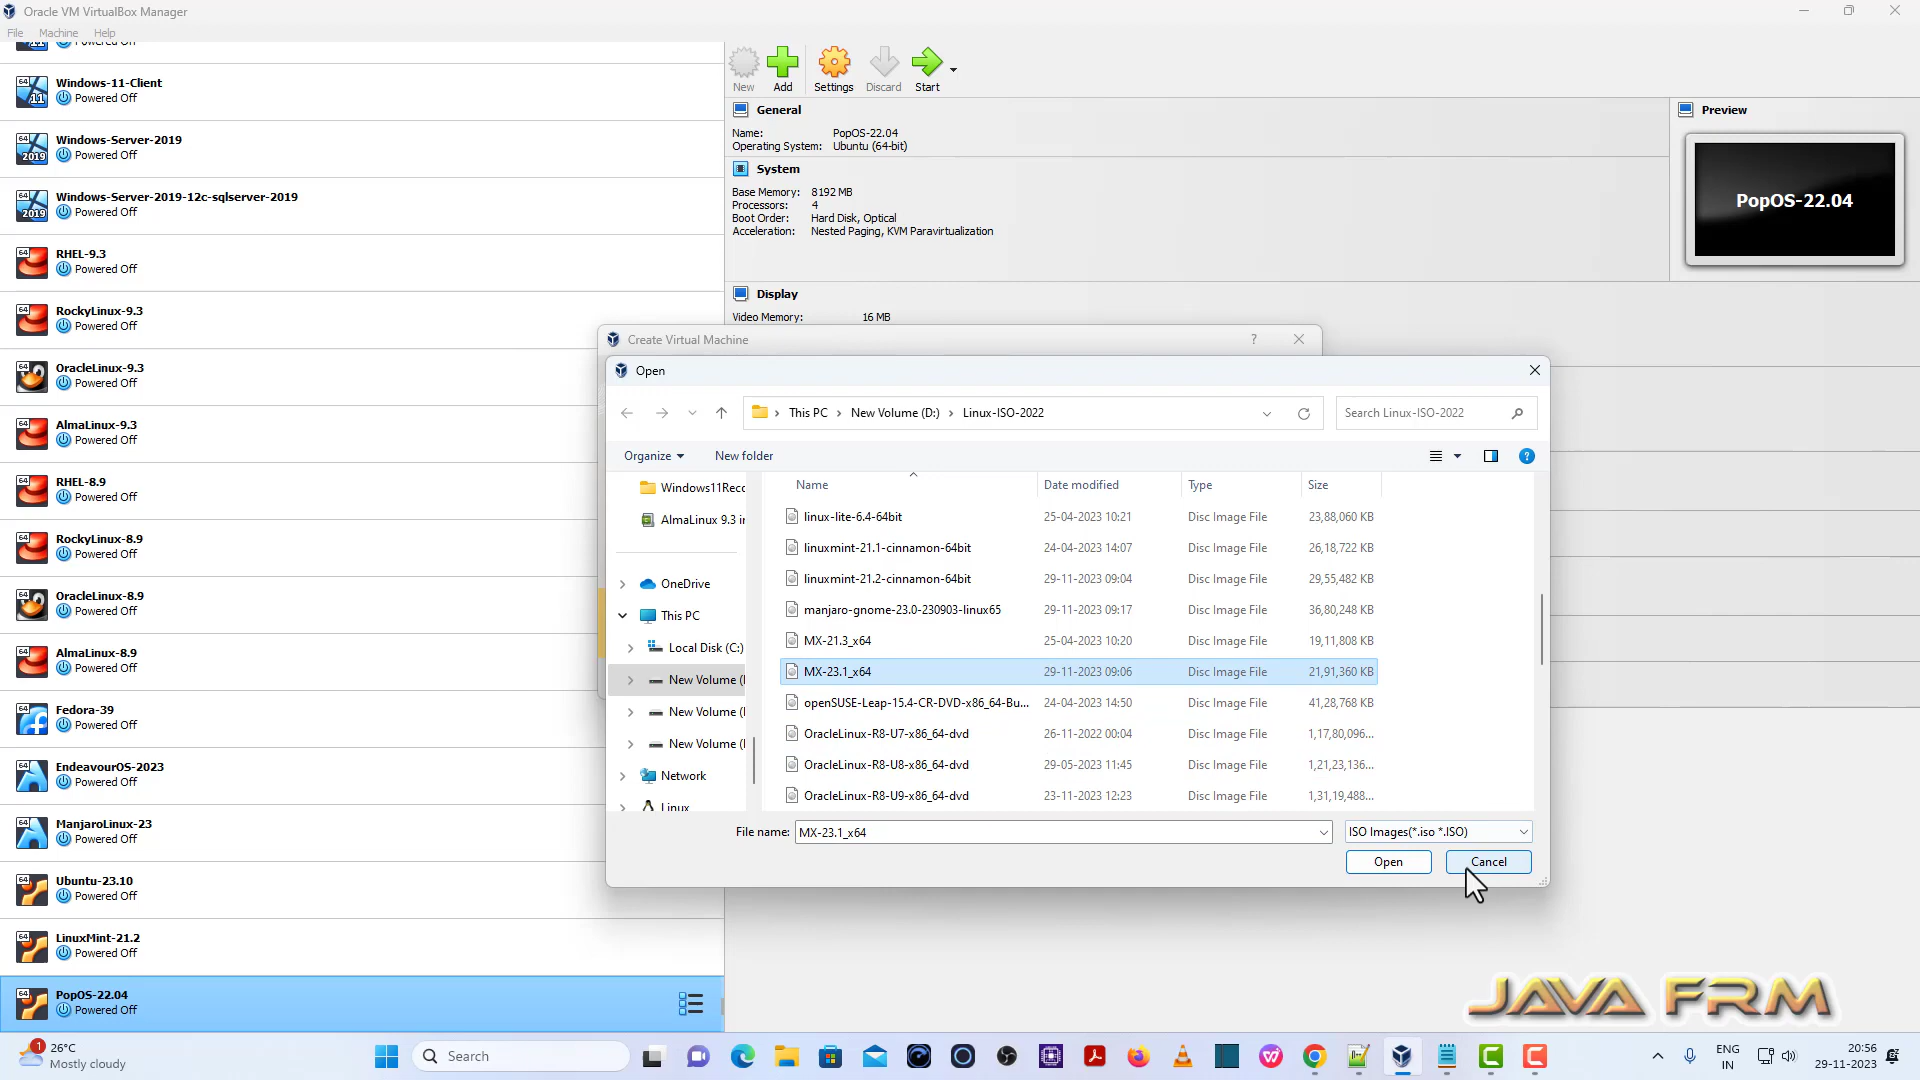 Oracle VM VirtualBox Manager
File Machine Help
Powered Off
Windows-11-Client
Powered Off
Windows-Server-2019
Powered Off
Windows-Server-2019-12c-sqlserver-2019
Powered Off
RHEL-9.3
Powered Off
RockyLinux-9.3
Powered Off
OracleLinux-9.3
Powered Off
AlmaLinux-9.3
Powered Off
RHEL-8.9
Powered Off
RockyLinux-8.9
Powered Off
OracleLinux-8.9
Powered Off
AlmaLinux-8.9
Powered Off
Fedora-39
Powered Off
EndeavourOS-2023
Powered Off
ManjaroLinux-23
Powered Off
Ubuntu-23.10
Powered Off
LinuxMint-21.2
Powered Off
PopOS-22.04
Powered Off
New Add Settings Discard Start
General
Name: PopOS-22.04
Operating System: Ubuntu (64-bit)
System
Base Memory: 8192 MB
Processors: 4
Boot Order: Hard Disk, Optical
Acceleration: Nested Paging, KVM Paravirtualization
Display
Video Memory: 16 MB
Preview
PopOS-22.04
Create Virtual Machine ?
Open
This PC New Volume (D:) Linux-ISO-2022
Search Linux-ISO-2022
Organize New folder ?
Windows11Reco
AlmaLinux 9.3 in
OneDrive
This PC
Local Disk (C:)
New Volume (
New Volume (
New Volume (
Network
Linux
Name Date modified Type Size
linux-lite-6.4-64bit 25-04-2023 10:21 Disc Image File 23,88,060 KB
linuxmint-21.1-cinnamon-64bit 24-04-2023 14:07 Disc Image File 26,18,722 KB
linuxmint-21.2-cinnamon-64bit 29-11-2023 09:04 Disc Image File 29,55,482 KB
manjaro-gnome-23.0-230903-linux65 29-11-2023 09:17 Disc Image File 36,80,248 KB
MX-21.3_x64 25-04-2023 10:20 Disc Image File 19,11,808 KB
MX-23.1_x64 29-11-2023 09:06 Disc Image File 21,91,360 KB
openSUSE-Leap-15.4-CR-DVD-x86_64-Bu... 24-04-2023 14:50 Disc Image File 41,28,768 KB
OracleLinux-R8-U7-x86_64-dvd 26-11-2022 00:04 Disc Image File 1,17,80,096...
OracleLinux-R8-U8-x86_64-dvd 29-05-2023 11:45 Disc Image File 1,21,23,136...
OracleLinux-R8-U9-x86_64-dvd 23-11-2023 12:23 Disc Image File 1,31,19,488...
File name: MX-23.1_x64 ISO Images(*.iso *.ISO)
Open Cancel
JAVA FRM
1 26°C
Mostly cloudy
Search
ENG
IN
20:56
29-11-2023